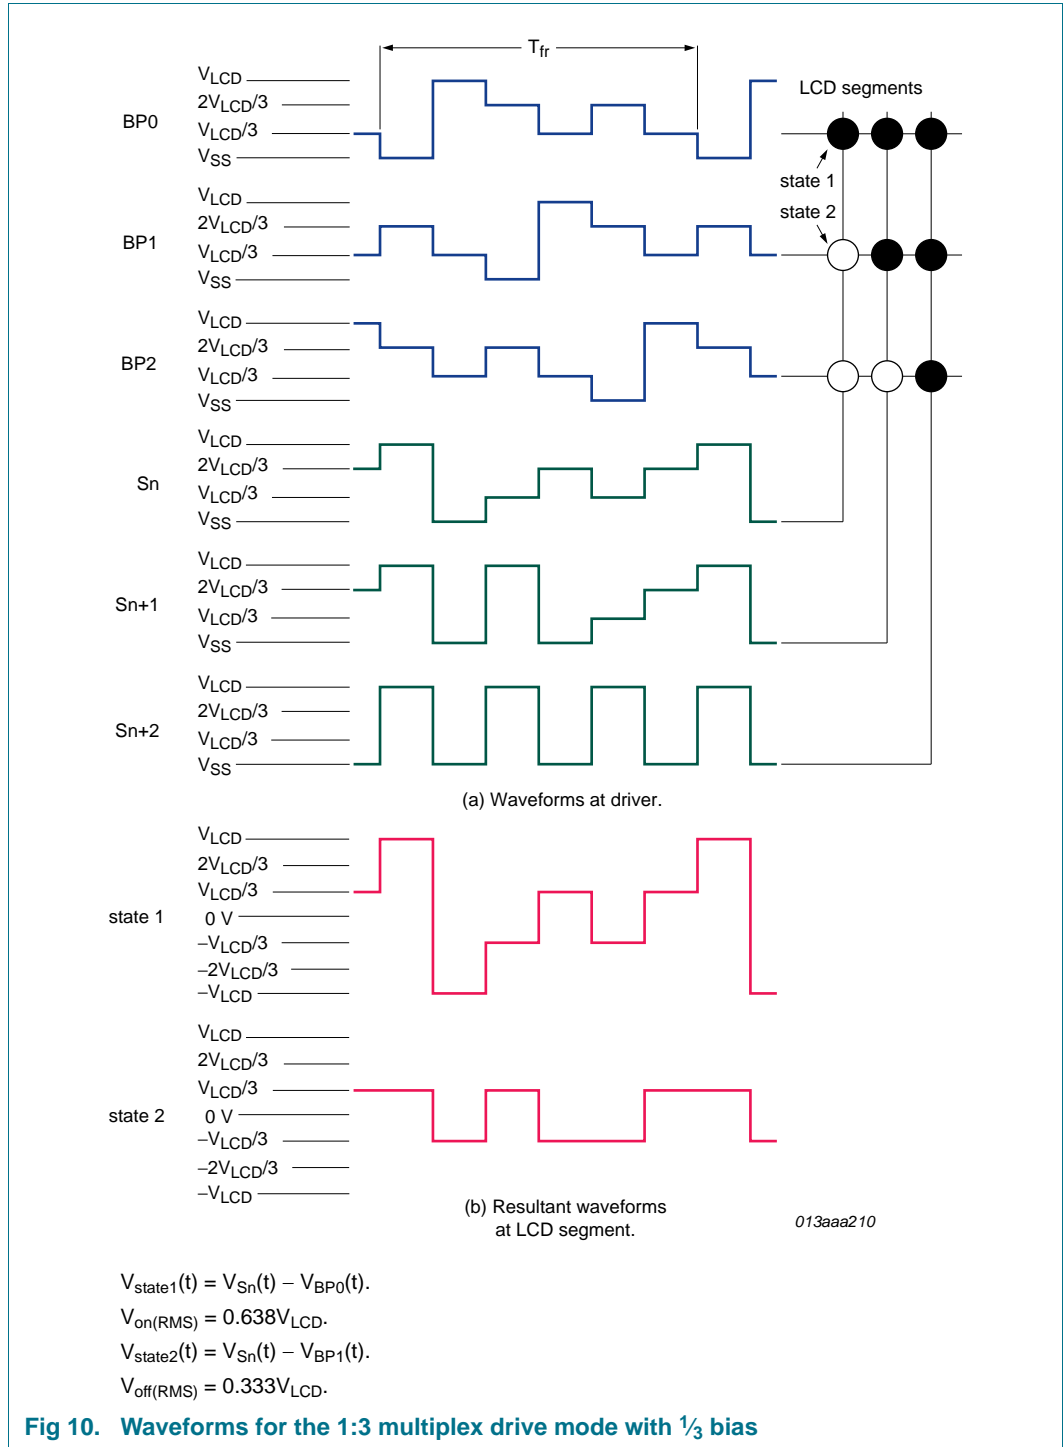 Tfr
VLCD
2VLCD/3
BP0
VLCD/3
VSS
LCD segments
state 1
state 2
VLCD
2VLCD/3
BP1
VLCD/3
VSS
VLCD
2VLCD/3
BP2
VLCD/3
VSS
VLCD
2VLCD/3
Sn
VLCD/3
VSS
VLCD
2VLCD/3
Sn+1
VLCD/3
VSS
VLCD
2VLCD/3
Sn+2
VLCD/3
VSS
(a) Waveforms at driver.
VLCD
2VLCD/3
VLCD/3
state 1
0 V
−VLCD/3
−2VLCD/3
−VLCD
VLCD
2VLCD/3
VLCD/3
state 2
0 V
−VLCD/3
−2VLCD/3
−VLCD
(b) Resultant waveforms
at LCD segment.
013aaa210
Vstate1(t) = VSn(t) − VBP0(t).
Von(RMS) = 0.638VLCD.
Vstate2(t) = VSn(t) − VBP1(t).
Voff(RMS) = 0.333VLCD.
Fig 10. Waveforms for the 1:3 multiplex drive mode with 1⁄3 bias